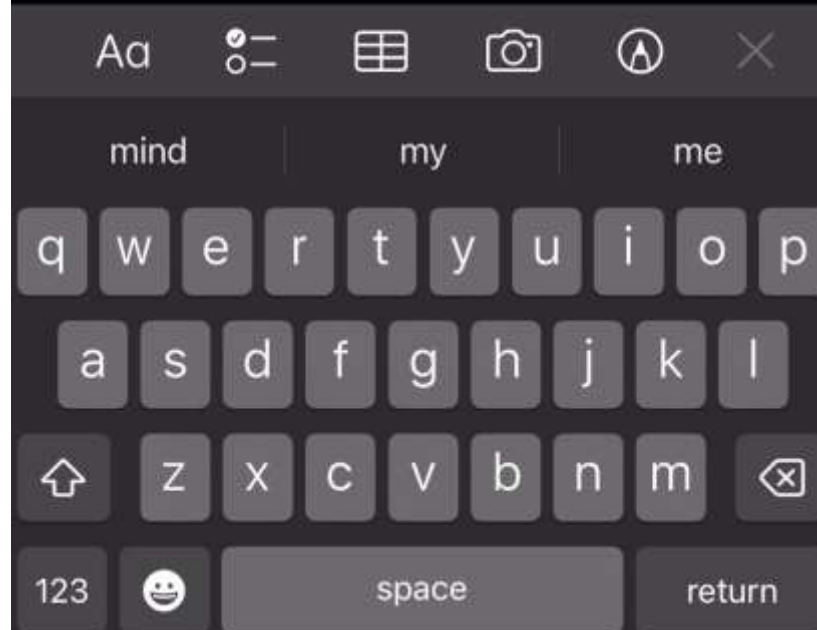 Aa
mind my me
q w e r t y u i o p
a s d f g h j k l
z x c v b n m
123 space return